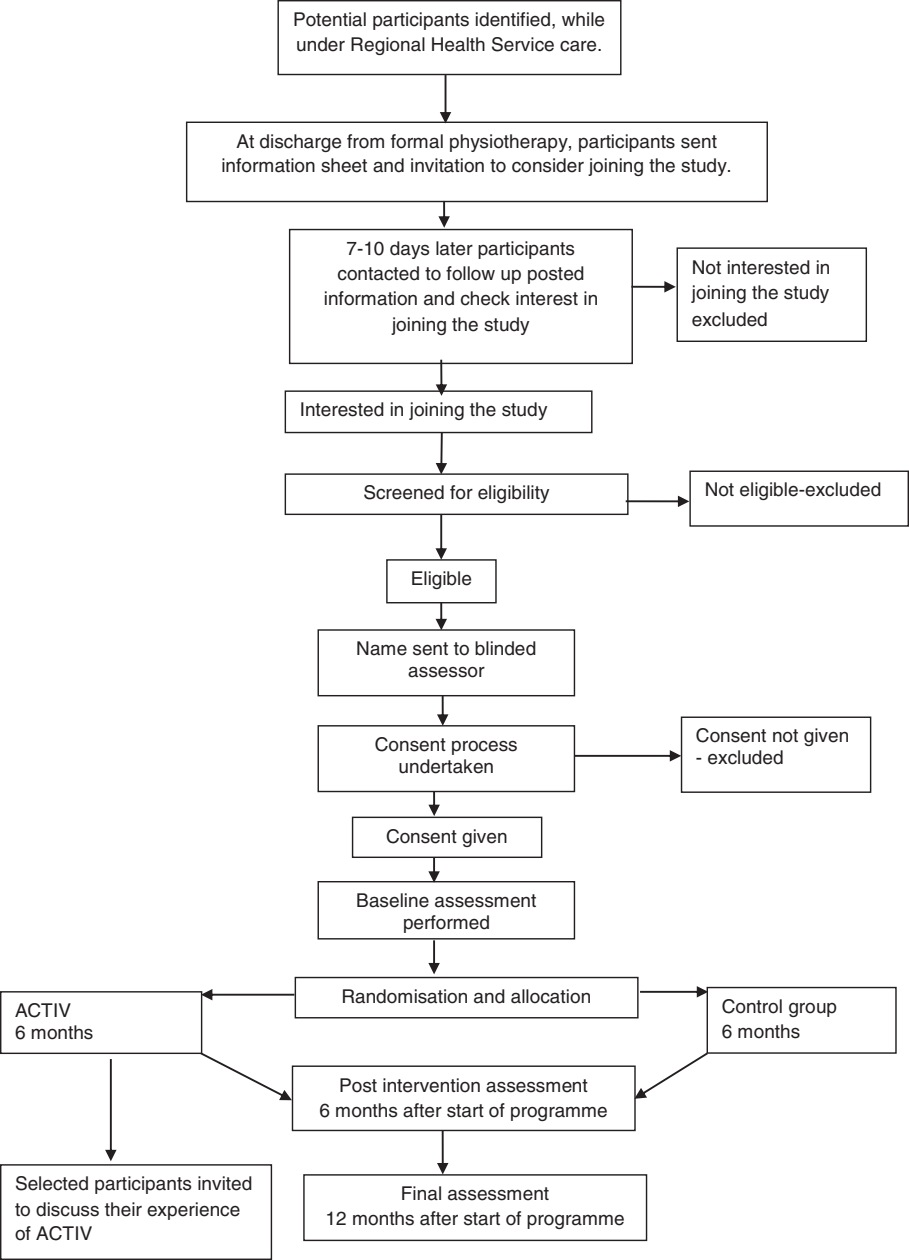 Potential participants identified, while
under Regional Health Service care.
At discharge from formal physiotherapy, participants sent
information sheet and invitation to consider joining the study.
7-10 days later participants
contacted to follow up posted
information and check interest in
joining the study
Not interested in
joining the study
excluded
Interested in joining the study
Screened for eligibility
Not eligible-excluded
Eligible
Name sent to blinded
assessor
Consent process
undertaken
Consent not given
- excluded
Consent given
Baseline assessment
performed
Randomisation and allocation
ACTIV
6 months
Control group
6 months
Post intervention assessment
6 months after start of programme
Selected participants invited
to discuss their experience
of ACTIV
Final assessment
12 months after start of programme